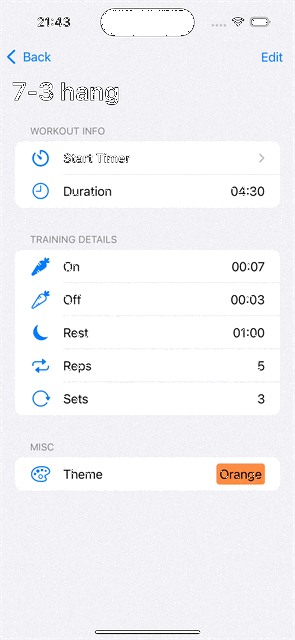 21:43
Back Edit
7-3 hang
WORKOUT INFO
Start Timer
Duration 04:30
TRAINING DETAILS
On 00:07
Off 00:03
Rest 01:00
Reps 5
Sets 3
MISC
Theme Orange